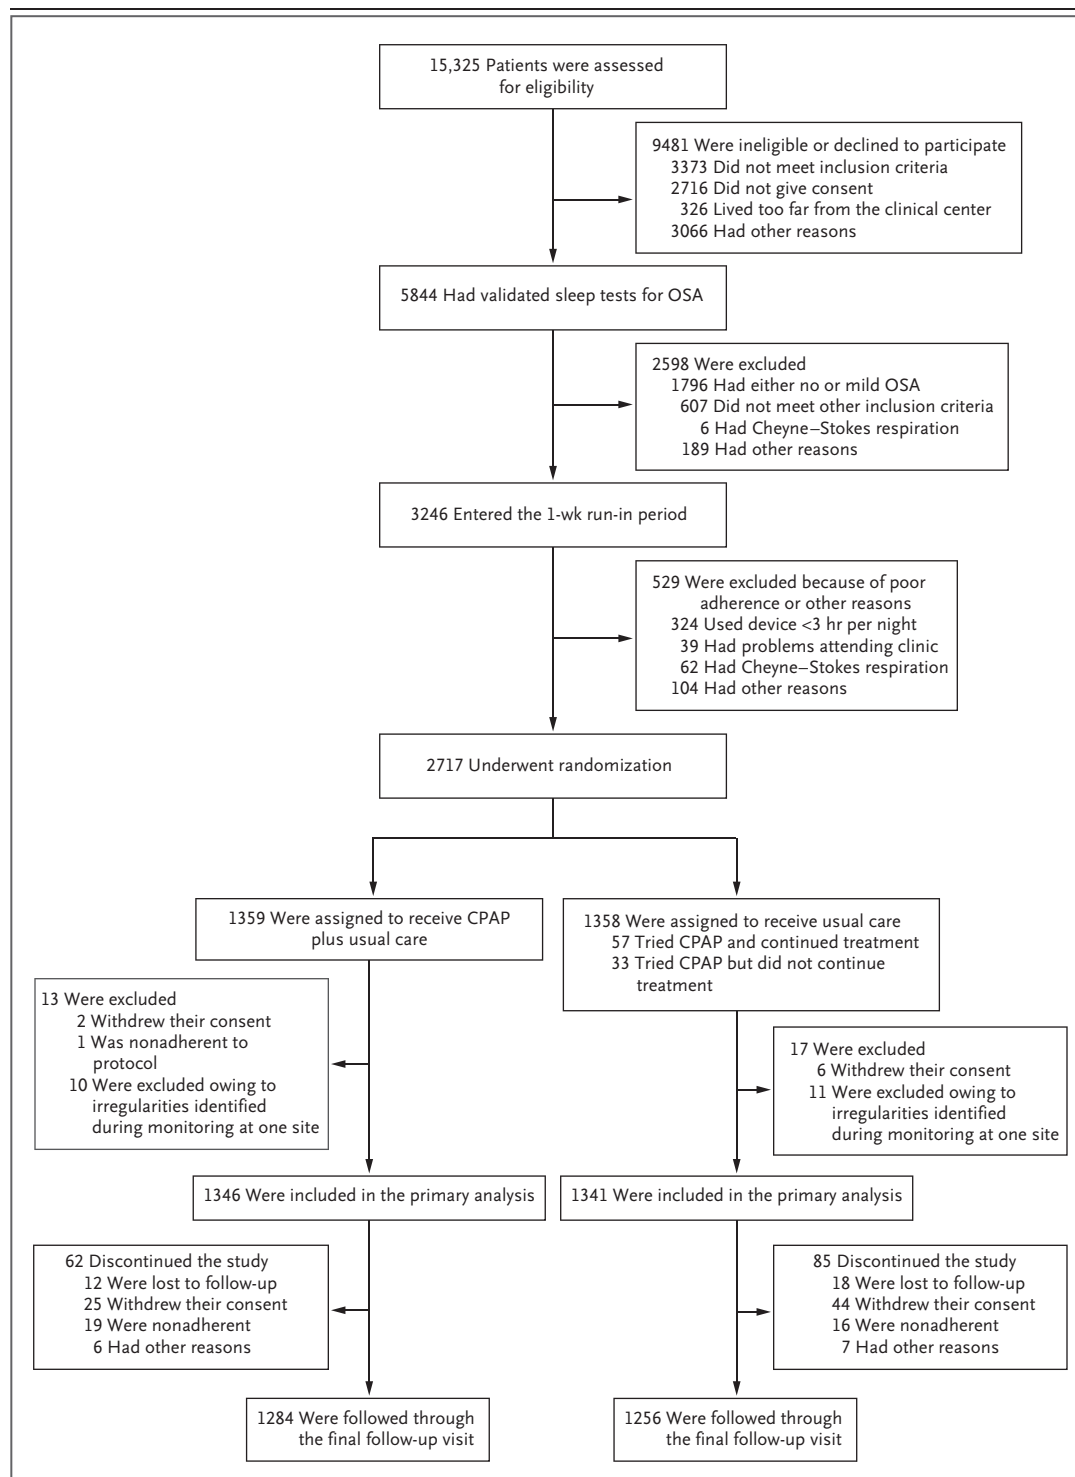 15,325 Patients were assessed
for eligibility
9481 Were ineligible or declined to participate
3373 Did not meet inclusion criteria
2716 Did not give consent
326 Lived too far from the clinical center
3066 Had other reasons
5844 Had validated sleep tests for OSA
2598 Were excluded
1796 Had either no or mild OSA
607 Did not meet other inclusion criteria
6 Had Cheyne–Stokes respiration
189 Had other reasons
3246 Entered the 1-wk run-in period
529 Were excluded because of poor
adherence or other reasons
324 Used device <3 hr per night
39 Had problems attending clinic
62 Had Cheyne–Stokes respiration
104 Had other reasons
2717 Underwent randomization
1359 Were assigned to receive CPAP
plus usual care
1358 Were assigned to receive usual care
57 Tried CPAP and continued treatment
33 Tried CPAP but did not continue
treatment
13 Were excluded
2 Withdrew their consent
1 Was nonadherent to
protocol
10 Were excluded owing to
irregularities identified
during monitoring at one site
17 Were excluded
6 Withdrew their consent
11 Were excluded owing to
irregularities identified
during monitoring at one site
1346 Were included in the primary analysis
1341 Were included in the primary analysis
62 Discontinued the study
12 Were lost to follow-up
25 Withdrew their consent
19 Were nonadherent
6 Had other reasons
85 Discontinued the study
18 Were lost to follow-up
44 Withdrew their consent
16 Were nonadherent
7 Had other reasons
1284 Were followed through
the final follow-up visit
1256 Were followed through
the final follow-up visit